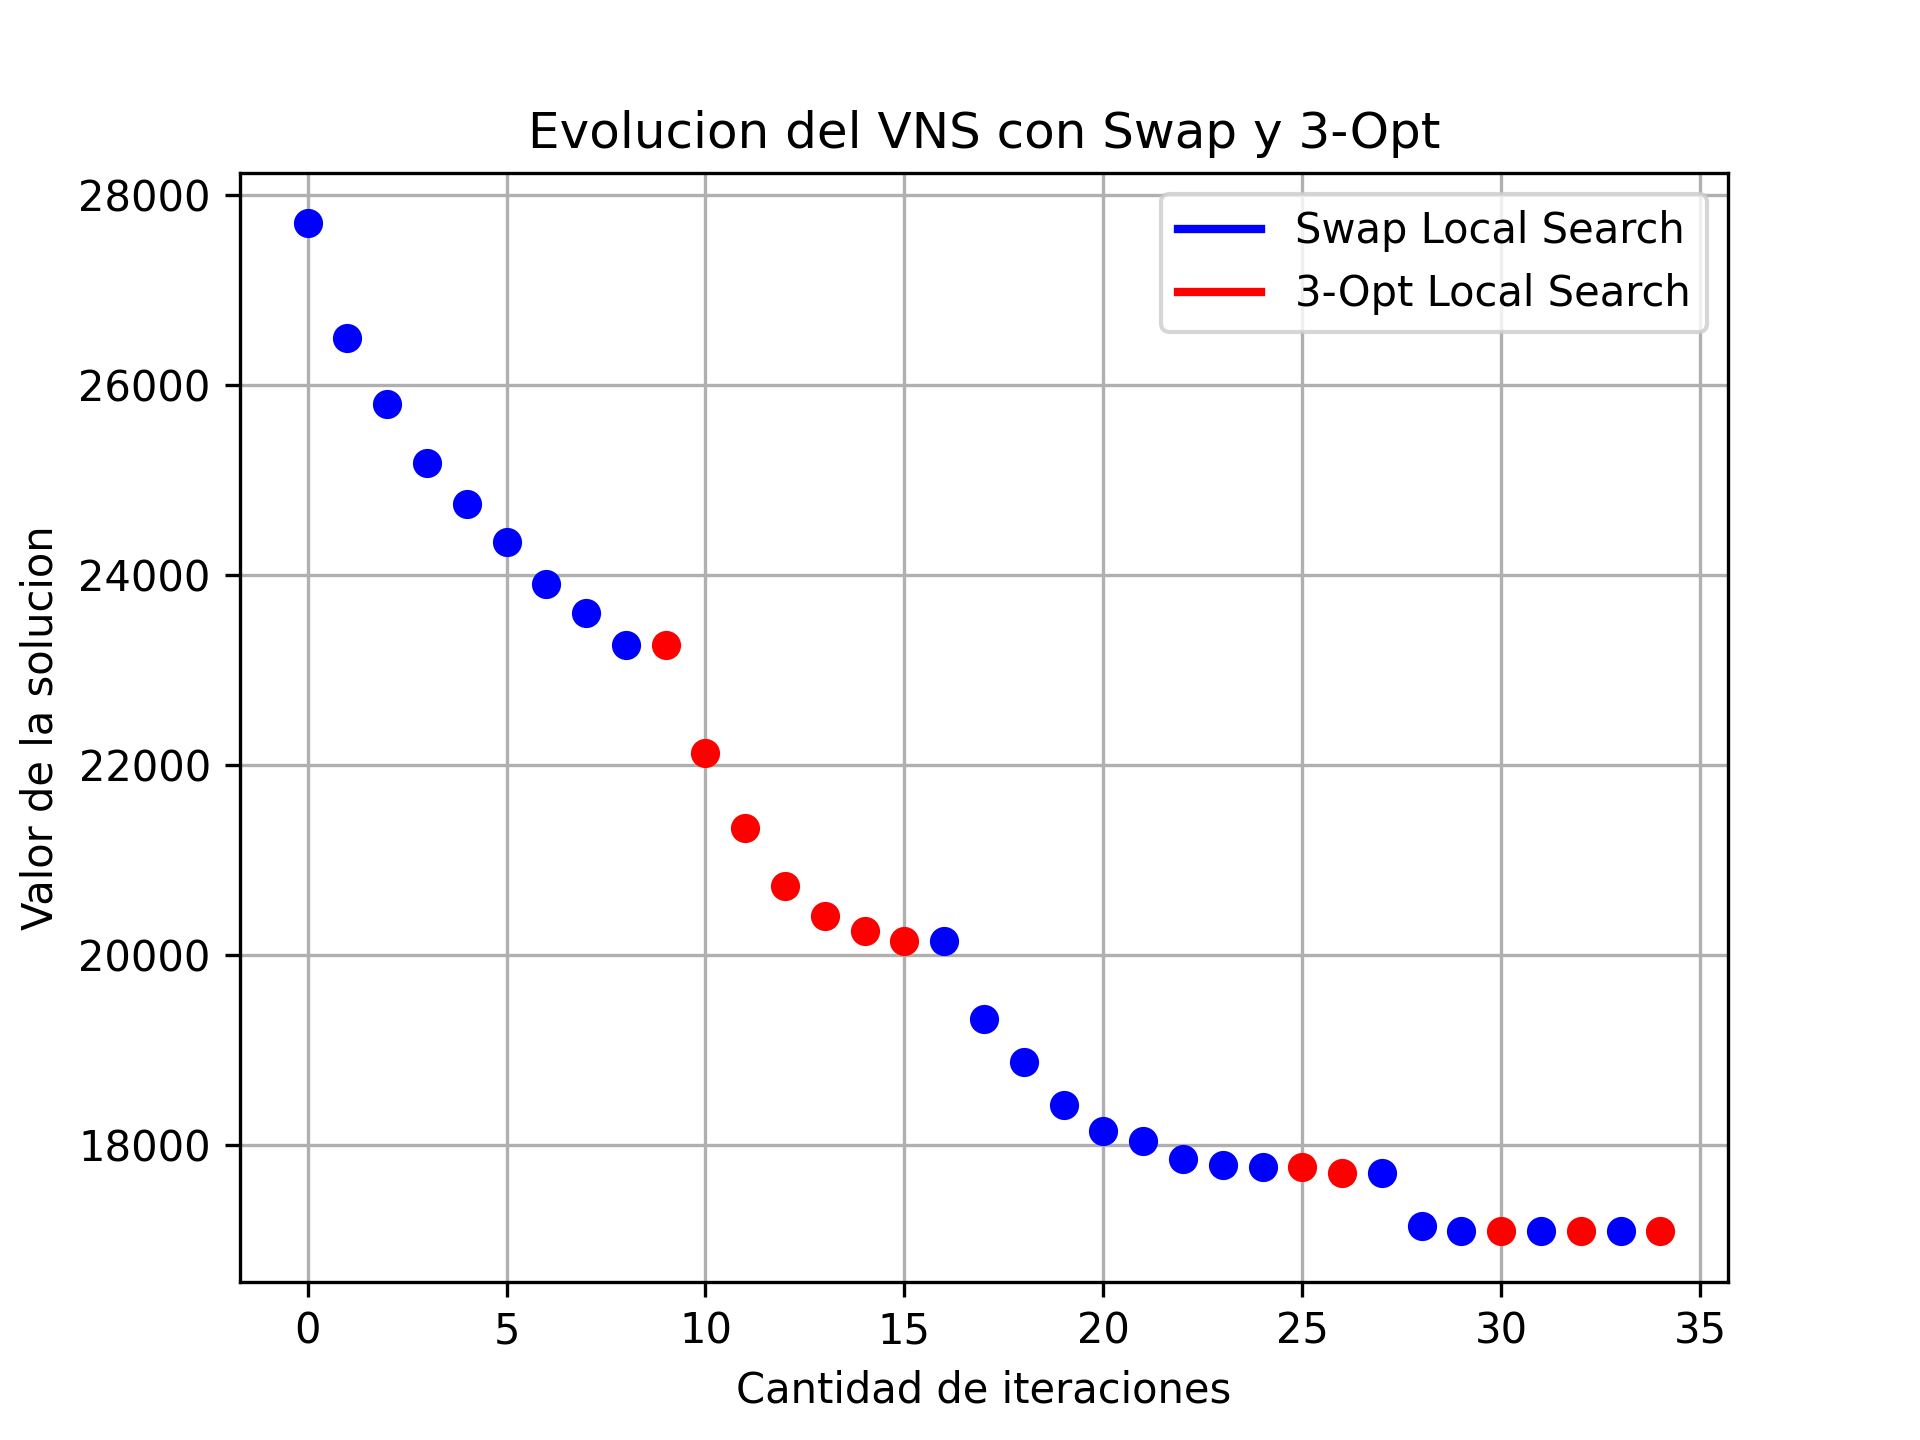 Evolucion del VNS con Swap y 3-Opt
Swap Local Search
3-Opt Local Search
28000
26000
24000
22000
20000
18000
Valor de la solucion
0 5 10 15 20 25 30 35
Cantidad de iteraciones